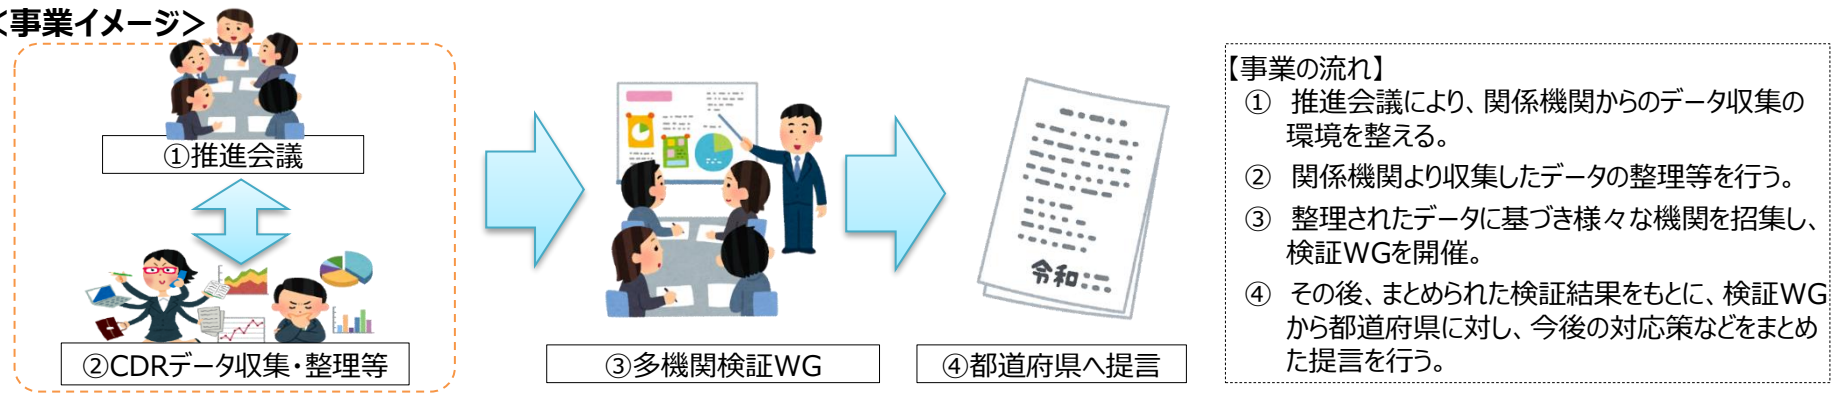 <事業イメージ>
①推進会議
②CDRデータ収集・整理等
③多機関検証WG
令和
④都道府県へ提言
【事業の流れ】
① 推進会議により、関係機関からのデータ収集の
環境を整える。
② 関係機関より収集したデータの整理等を行う。
③ 整理されたデータに基づき様々な機関を招集し、
検証WGを開催。
④ その後、まとめられた検証結果をもとに、検証WG
から都道府県に対し、今後の対応策などをまとめ
た提言を行う。